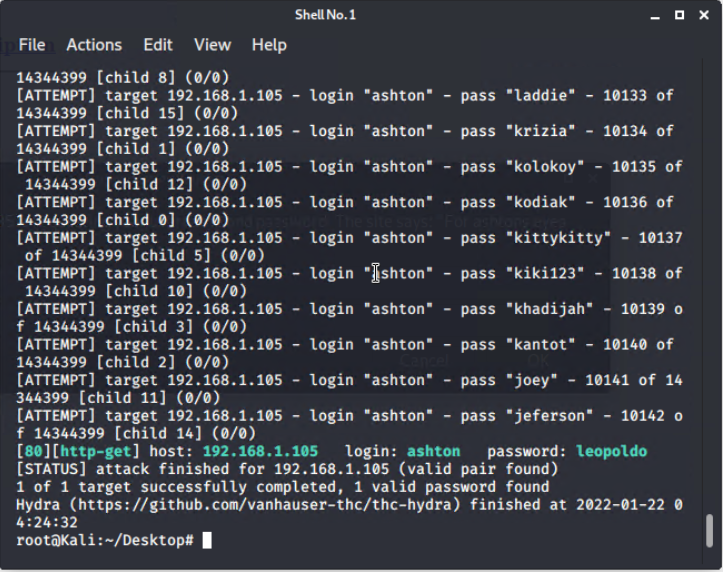 Shell No.1
File Actions Edit View Help
14344399 [child 8] (0/0)
[ATTEMPT] target 192.168.1.105 - login "ashton" - pass "laddie" - 10133 of
14344399 [child 15] (0/0)
[ATTEMPT] target 192.168.1.105 - login "ashton" - pass "krizia" - 10134 of
14344399 [child 1] (0/0)
[ATTEMPT] target 192.168.1.105 - login "ashton" - pass "kolokoy" - 10135 of
14344399 [child 12] (0/0)
[ATTEMPT] target 192.168.1.105 - login "ashton" - pass "kodiak" - 10136 of
14344399 [child 0] (0/0)
[ATTEMPT] target 192.168.1.105 - login "ashton" - pass "kittykitty" - 10137
of 14344399 [child 5] (0/0)
[ATTEMPT] target 192.168.1.105 - login "ashton" - pass "kiki123" - 10138 of
14344399 [child 10] (0/0)
[ATTEMPT] target 192.168.1.105 - login "ashton" - pass "khadijah" - 10139 o
f 14344399 [child 3] (0/0)
[ATTEMPT] target 192.168.1.105 - login "ashton" - pass "kantot" - 10140 of
14344399 [child 2] (0/0)
[ATTEMPT] target 192.168.1.105 - login "ashton" - pass "joey" - 10141 of 14
344399 [child 11] (0/0)
[ATTEMPT] target 192.168.1.105 - login "ashton" - pass "jeferson" - 10142 o
f 14344399 [child 14] (0/0)
[80][http-get] host: 192.168.1.105 login: ashton password: leopoldo
[STATUS] attack finished for 192.168.1.105 (valid pair found)
1 of 1 target successfully completed, 1 valid password found
Hydra (https://github.com/vanhauser-thc/thc-hydra) finished at 2022-01-22 0
4:24:32
root@Kali:~/Desktop#